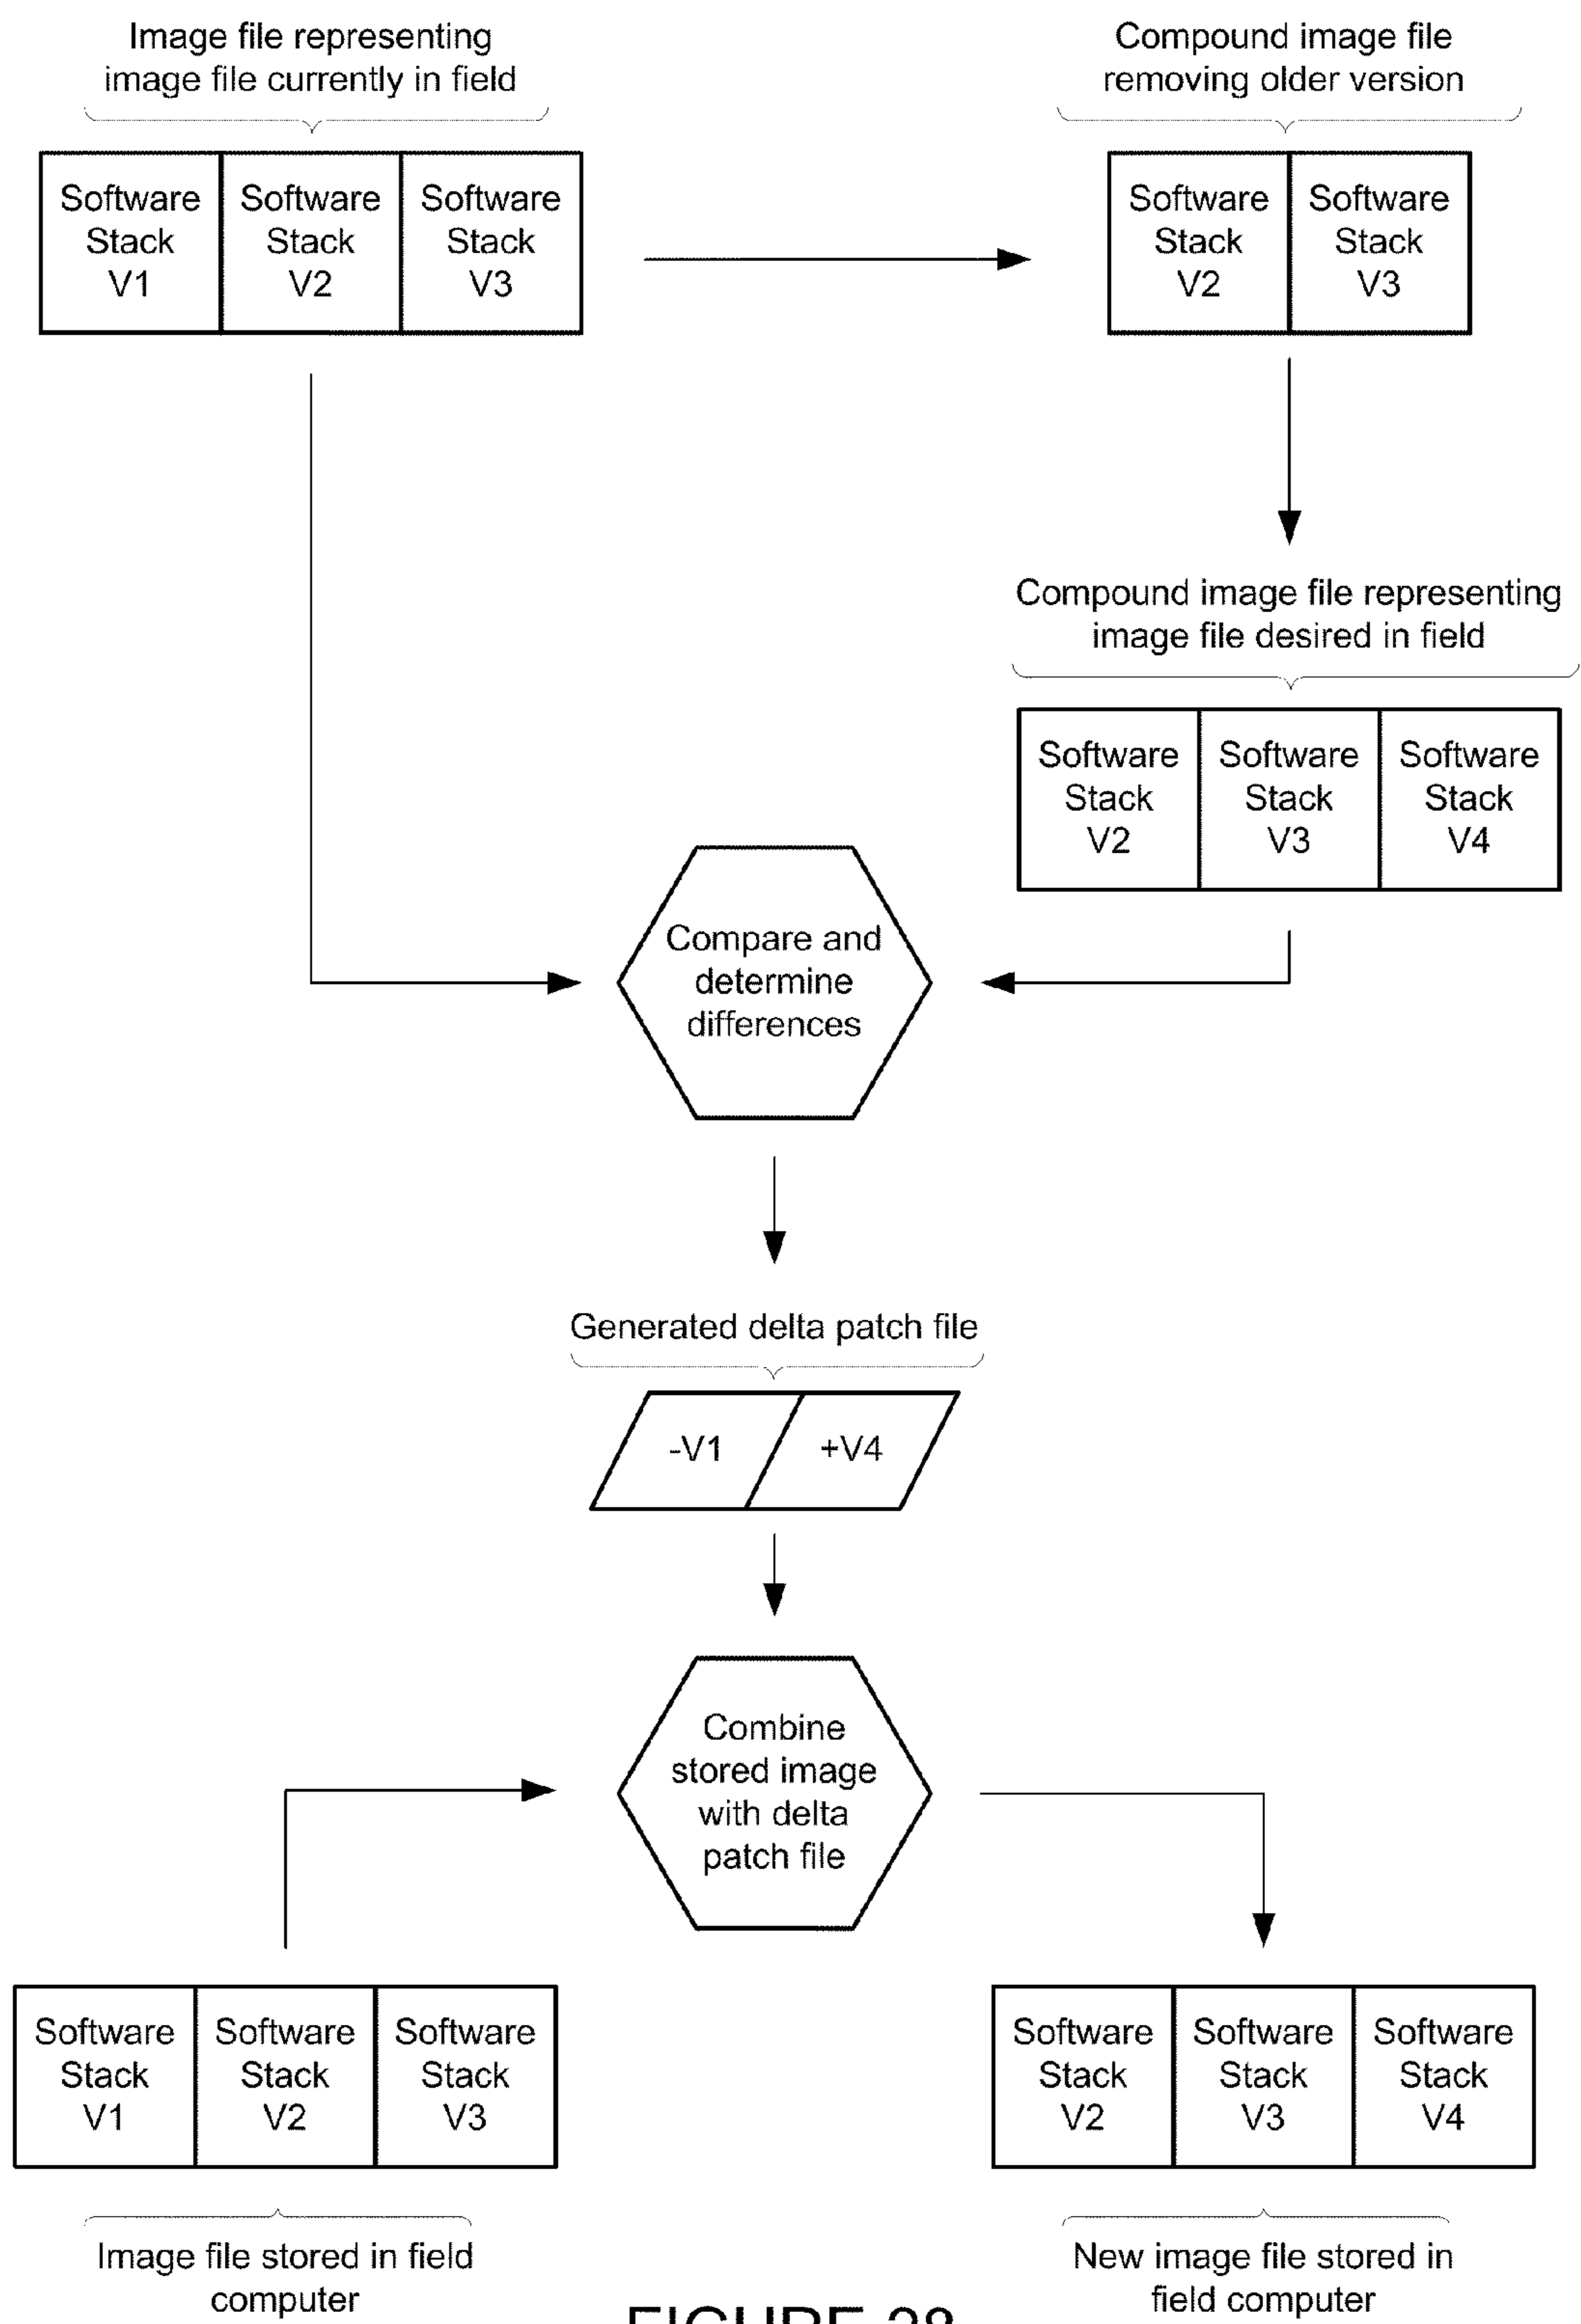 Image file representing
image file currently in field
Compound image file
removing older version
Software
Stack
V1
Software
Stack
V2
Software
Stack
V3
Software
Stack
V2
Software
Stack
V3
Compound image file representing
image file desired in field
Software
Stack
V2
Software
Stack
V3
Software
Stack
V4
Compare and
determine
differences
Generated delta patch file
-V1
+V4
Combine
stored image
with delta
patch file
Software
Stack
V1
Software
Stack
V2
Software
Stack
V3
Software
Stack
V2
Software
Stack
V3
Software
Stack
V4
Image file stored in field
computer
New image file stored in
field computer